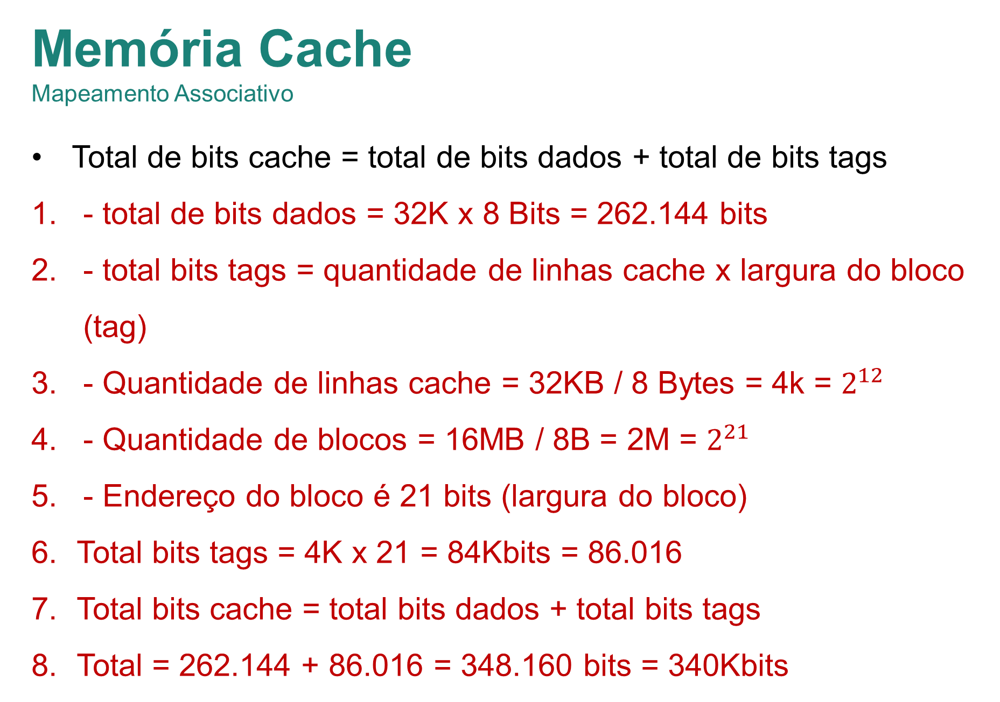 Memória Cache
Mapeamento Associativo
• Total de bits cache = total de bits dados + total de bits tags
1. - total de bits dados = 32K x 8 Bits = 262.144 bits
2. - total bits tags = quantidade de linhas cache x largura do bloco
(tag)
3. - Quantidade de linhas cache = 32KB / 8 Bytes = 4k = 2¹²
4. - Quantidade de blocos = 16MB / 8B = 2M = 2²¹
5. - Endereço do bloco é 21 bits (largura do bloco)
6. Total bits tags = 4K x 21 = 84Kbits = 86.016
7. Total bits cache = total bits dados + total bits tags
8. Total = 262.144 + 86.016 = 348.160 bits = 340Kbits